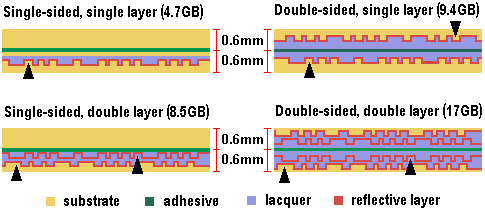 Single-sided, single layer (4.7GB)
Double-sided, single layer (9.4GB)
0.6mm
0.6mm
Single-sided, double layer (8.5GB)
Double-sided, double layer (17GB)
0.6mm
0.6mm
substrate
adhesive
lacquer
reflective layer